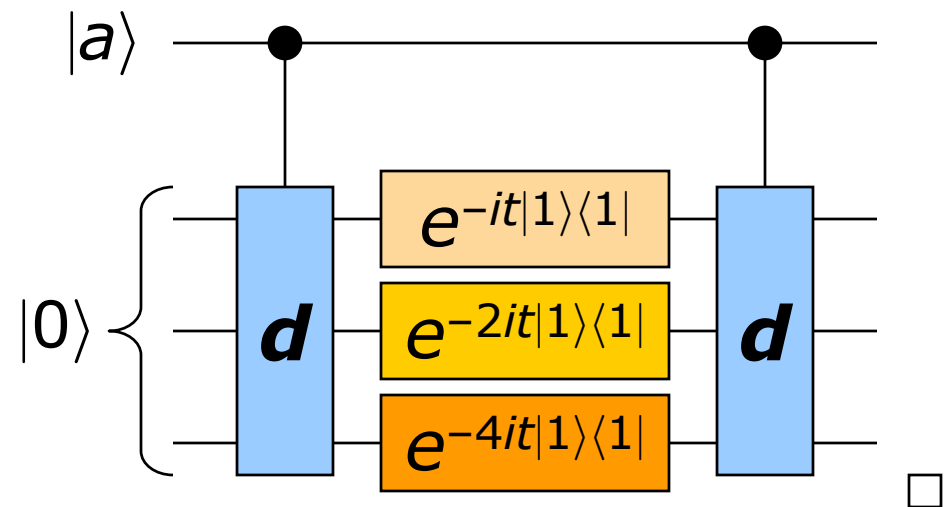 |a⟩
e^{–it|1⟩⟨1|}
|0⟩ d e^{–2it|1⟩⟨1|} d
e^{–4it|1⟩⟨1|}